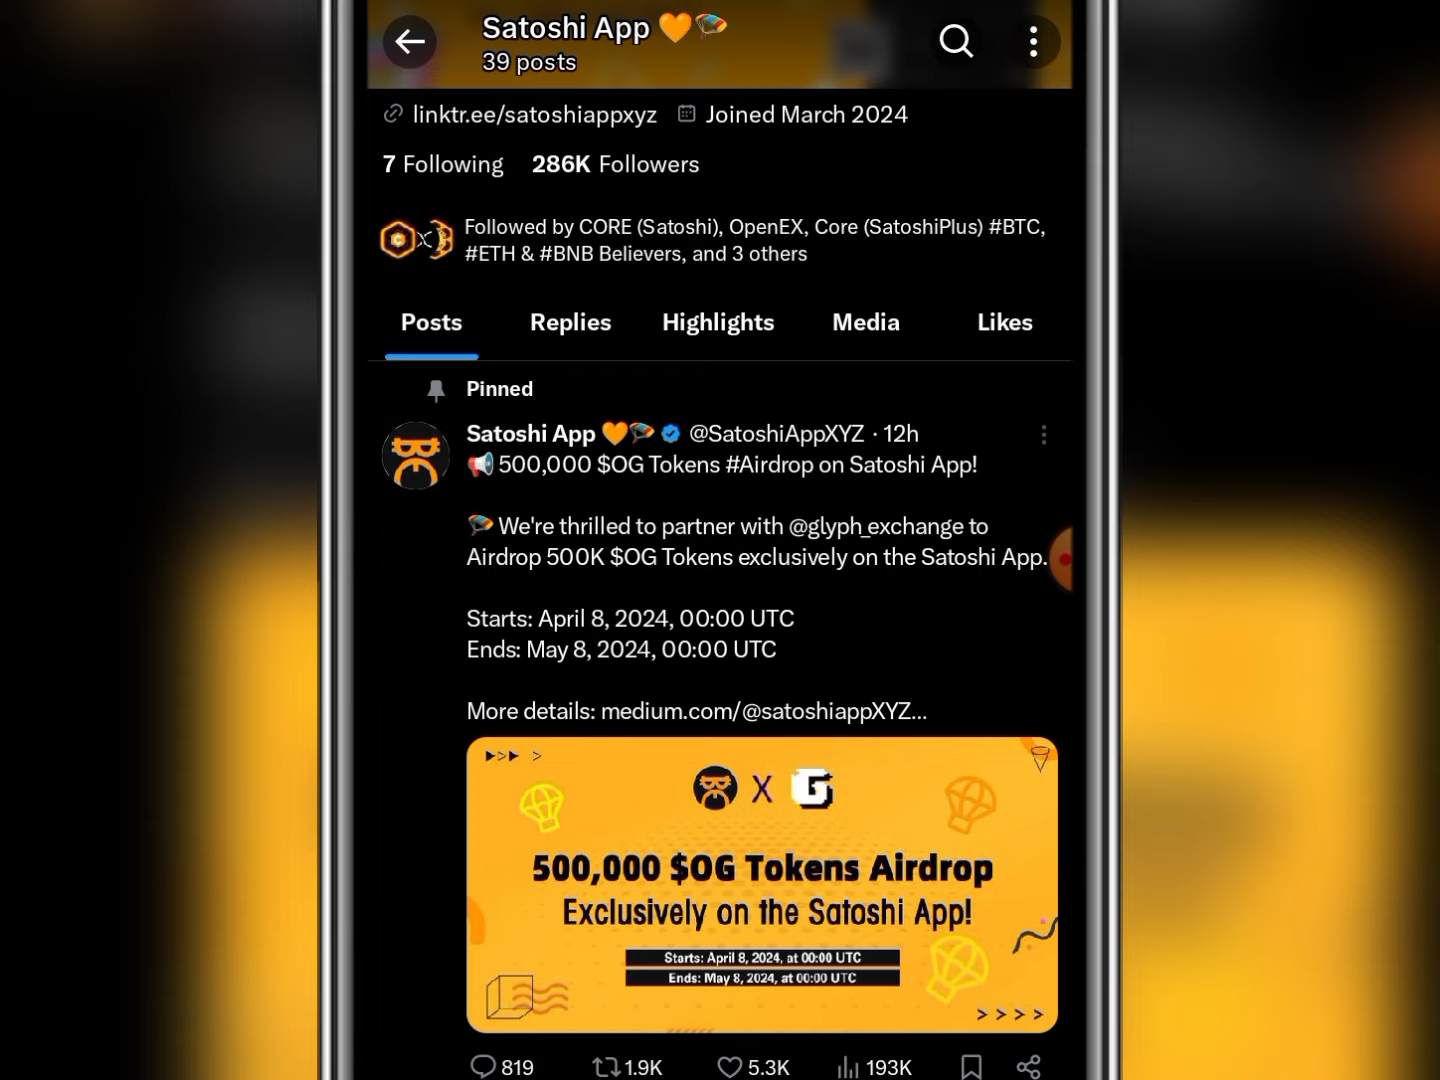 Satoshi App 🧡🪂
39 posts
linktr.ee/satoshiappxyz Joined March 2024
7 Following 286K Followers
Followed by CORE (Satoshi), OpenEX, Core (SatoshiPlus) #BTC,
#ETH & #BNB Believers, and 3 others
Posts Replies Highlights Media Likes
Pinned
Satoshi App 🧡🪂 @SatoshiAppXYZ · 12h
📢 500,000 $OG Tokens #Airdrop on Satoshi App!
🪂 We're thrilled to partner with @glyph_exchange to
Airdrop 500K $OG Tokens exclusively on the Satoshi App.
Starts: April 8, 2024, 00:00 UTC
Ends: May 8, 2024, 00:00 UTC
More details: medium.com/@satoshiappXYZ...
X G
500,000 $OG Tokens Airdrop
Exclusively on the Satoshi App!
Starts: April 8, 2024, at 00:00 UTC
Ends: May 8, 2024, at 00:00 UTC
819 1.9K 5.3K 193K